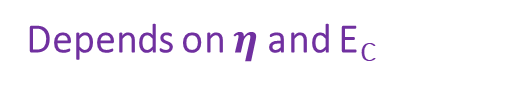 Depends on η and E_C